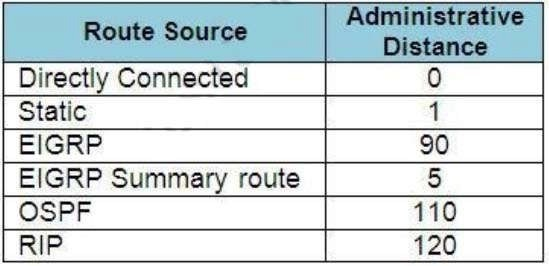 Route Source Administrative Distance
Directly Connected 0
Static 1
EIGRP 90
EIGRP Summary route 5
OSPF 110
RIP 120